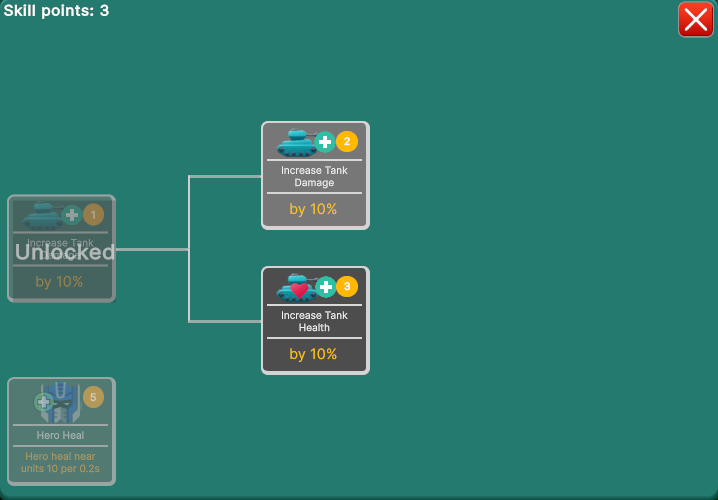 Skill points: 3
2
Increase Tank
Damage
by 10%
1
Increase Tank
Unlocked
by 10%
3
Increase Tank
Health
by 10%
5
Hero Heal
Hero heal near
units 10 per 0.2s